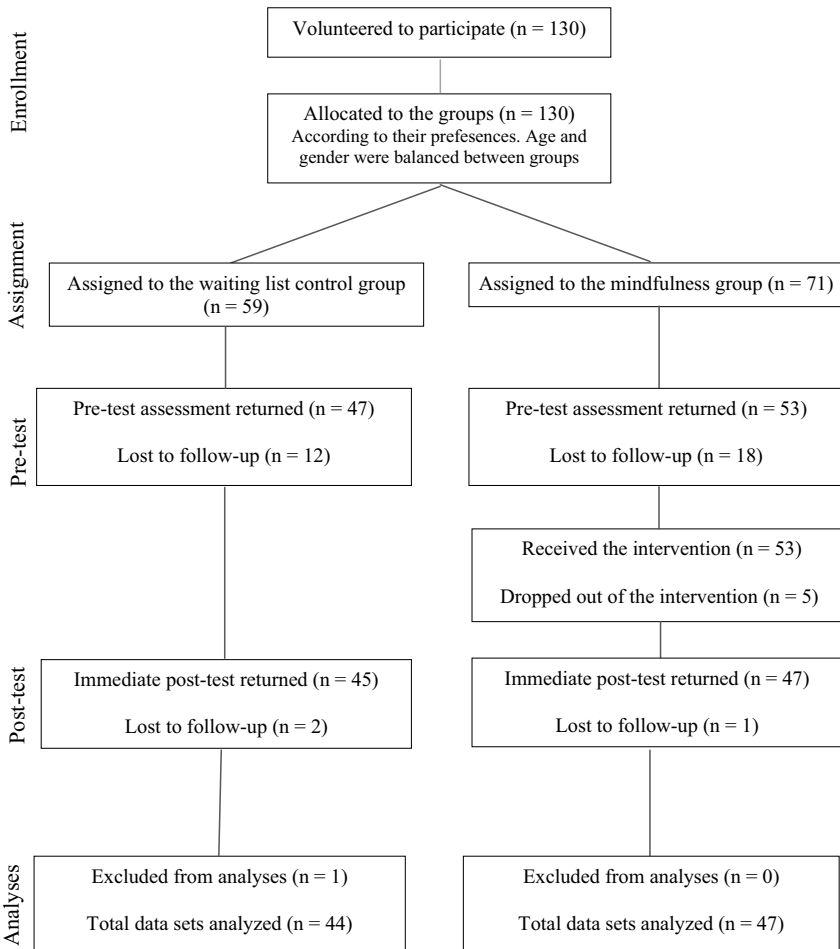 Enrollment
Volunteered to participate (n = 130)
Allocated to the groups (n = 130)
According to their prefesences. Age and
gender were balanced between groups
Assignment
Assigned to the waiting list control group
(n = 59)
Assigned to the mindfulness group (n = 71)
Pre-test
Pre-test assessment returned (n = 47)
Lost to follow-up (n = 12)
Pre-test assessment returned (n = 53)
Lost to follow-up (n = 18)
Received the intervention (n = 53)
Dropped out of the intervention (n = 5)
Post-test
Immediate post-test returned (n = 45)
Lost to follow-up (n = 2)
Immediate post-test returned (n = 47)
Lost to follow-up (n = 1)
Analyses
Excluded from analyses (n = 1)
Total data sets analyzed (n = 44)
Excluded from analyses (n = 0)
Total data sets analyzed (n = 47)